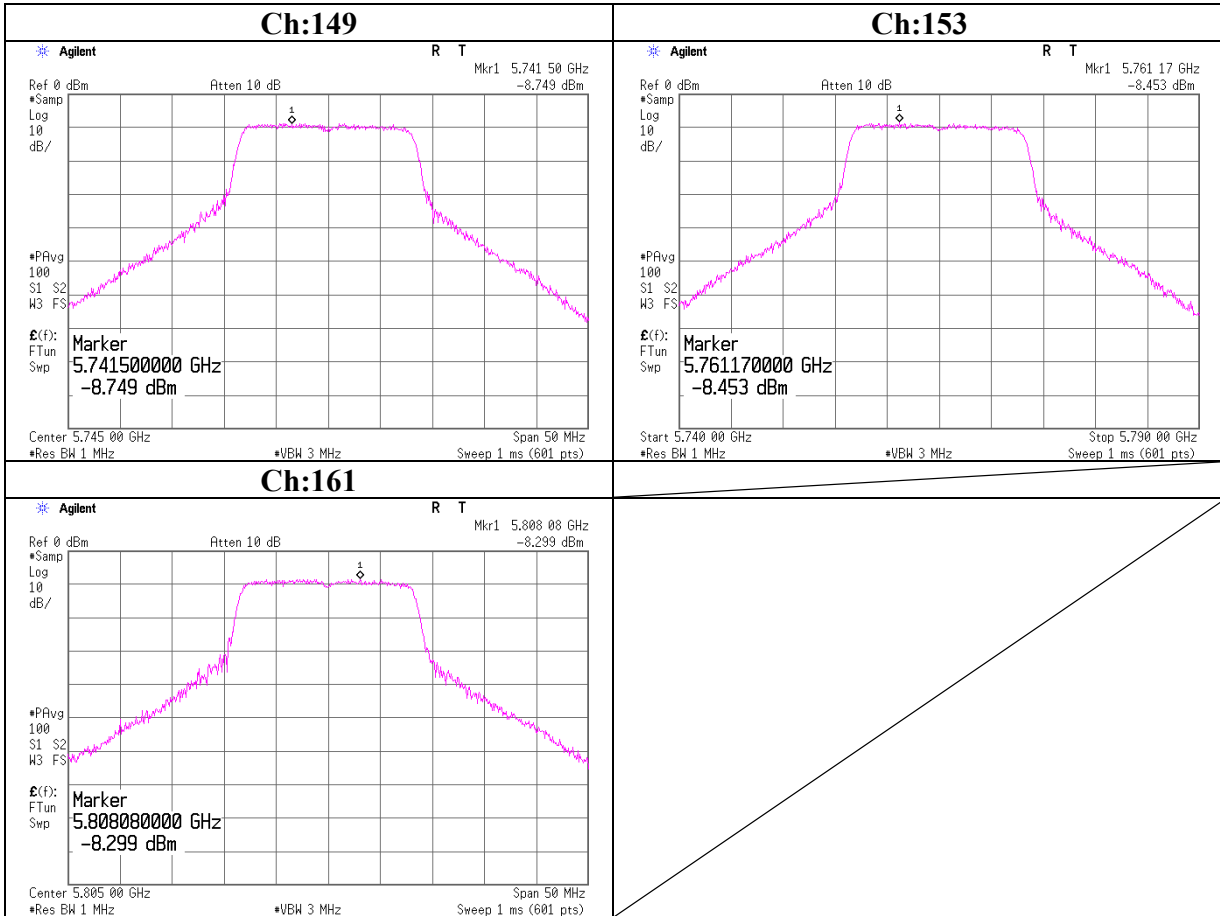 Ch:149
Agilent
R T
Mkr1 5.741 50 GHz
Ref 0 dBm
Atten 10 dB
-8.749 dBm
#Samp
Log
10
dB/
1
#PAvg
100
S1 S2
W3 FS
£(f):
FTun
Swp
Marker
5.741500000 GHz
-8.749 dBm
Center 5.745 00 GHz
Span 50 MHz
#Res BW 1 MHz
#VBW 3 MHz
Sweep 1 ms (601 pts)
Ch:153
Agilent
R T
Mkr1 5.761 17 GHz
Ref 0 dBm
Atten 10 dB
-8.453 dBm
#Samp
Log
10
dB/
1
#PAvg
100
S1 S2
W3 FS
£(f):
FTun
Swp
Marker
5.761170000 GHz
-8.453 dBm
Start 5.740 00 GHz
Stop 5.790 00 GHz
#Res BW 1 MHz
#VBW 3 MHz
Sweep 1 ms (601 pts)
Ch:161
Agilent
R T
Mkr1 5.808 08 GHz
Ref 0 dBm
Atten 10 dB
-8.299 dBm
#Samp
Log
10
dB/
1
#PAvg
100
S1 S2
W3 FS
£(f):
FTun
Swp
Marker
5.808080000 GHz
-8.299 dBm
Center 5.805 00 GHz
Span 50 MHz
#Res BW 1 MHz
#VBW 3 MHz
Sweep 1 ms (601 pts)